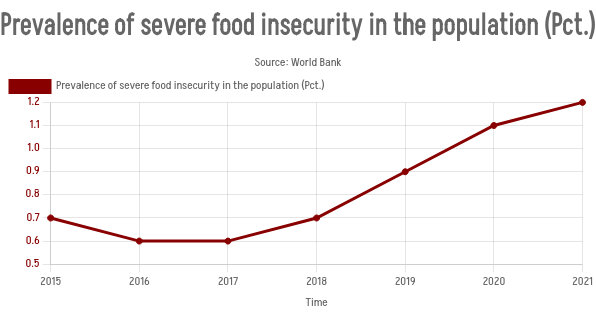 Prevalence of severe food insecurity in the population (Pct.)
Source: World Bank
Prevalence of severe food insecurity in the population (Pct.)
1.2
1.1
1.0
0.9
0.8
0.7
0.6
0.5
2015 2016 2017 2018 2019 2020 2021
Time